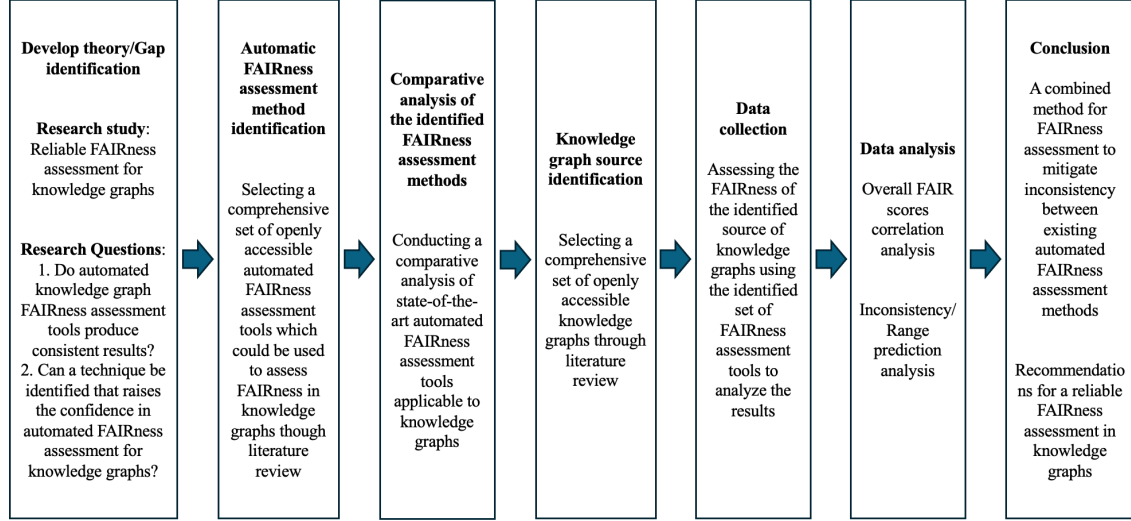 Develop theory/Gap
identification
Research study:
Reliable FAIRness
assessment for
knowledge graphs
Research Questions:
1. Do automated
knowledge graph
FAIRness assessment
tools produce
consistent results?
2. Can a technique be
identified that raises
the confidence in
automated FAIRness
assessment for
knowledge graphs?
Automatic
FAIRness
assessment
method
identification
Selecting a
comprehensive
set of openly
accessible
automated
FAIRness
assessment
tools which
could be used
to assess
FAIRness in
knowledge
graphs though
literature
review
Comparative
analysis of
the identified
FAIRness
assessment
methods
Conducting a
comparative
analysis of
state-of-the-
art automated
FAIRness
assessment
tools
applicable to
knowledge
graphs
Knowledge
graph source
identification
Selecting a
comprehensive
set of openly
accessible
knowledge
graphs through
literature
review
Data
collection
Assessing the
FAIRness of
the identified
source of
knowledge
graphs using
the identified
set of
FAIRness
assessment
tools to
analyze the
results
Data analysis
Overall FAIR
scores
correlation
analysis
Inconsistency/
Range
prediction
analysis
Conclusion
A combined
method for
FAIRness
assessment to
mitigate
inconsistency
between
existing
automated
FAIRness
assessment
methods
Recommendatio
ns for a reliable
FAIRness
assessment in
knowledge
graphs